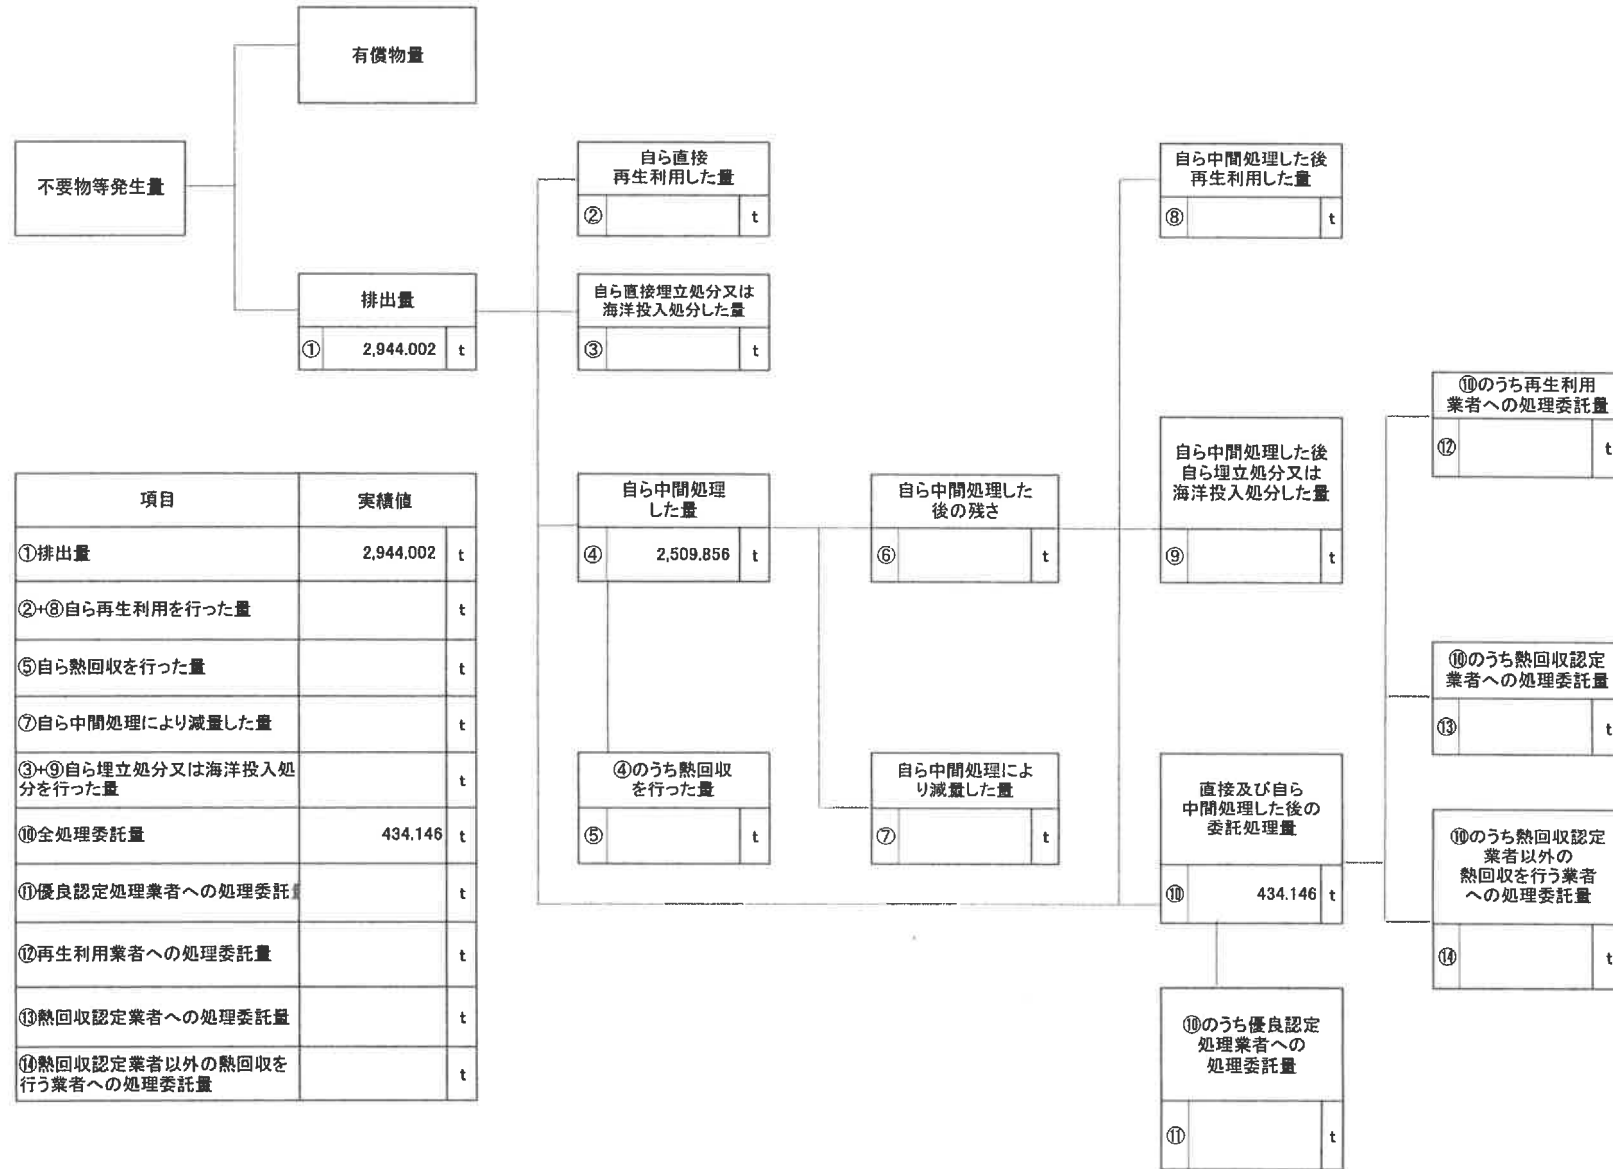 有償物量
不要物等発生量
排出量
① 2,944.002 t
自ら直接
再生利用した量
② t
自ら直接埋立処分又は
海洋投入処分した量
③ t
自ら中間処理
した量
④ 2,509.856 t
④のうち熱回収
を行った量
⑤ t
自ら中間処理した
後の残さ
⑥ t
自ら中間処理によ
り減量した量
⑦ t
自ら中間処理した後
再生利用した量
⑧ t
自ら中間処理した後
自ら埋立処分又は
海洋投入処分した量
⑨ t
直接及び自ら
中間処理した後の
委託処理量
⑩ 434.146 t
⑩のうち優良認定
処理業者への
処理委託量
⑪ t
⑩のうち再生利用
業者への処理委託量
⑫ t
⑩のうち熱回収認定
業者への処理委託量
⑬ t
⑩のうち熱回収認定
業者以外の
熱回収を行う業者
への処理委託量
⑭ t
項目 実績値
①排出量 2,944.002 t
②+⑧自ら再生利用を行った量 t
⑤自ら熱回収を行った量 t
⑦自ら中間処理により減量した量 t
③+⑨自ら埋立処分又は海洋投入処
分を行った量 t
⑩全処理委託量 434.146 t
⑪優良認定処理業者への処理委託量 t
⑫再生利用業者への処理委託量 t
⑬熱回収認定業者への処理委託量 t
⑭熱回収認定業者以外の熱回収を
行う業者への処理委託量 t